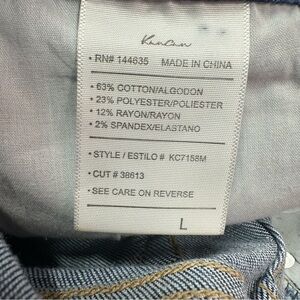 KanCan
• RN# 144635 MADE IN CHINA
• 63% COTTON/ALGODON
• 23% POLYESTER/POLIESTER
• 12% RAYON/RAYON
• 2% SPANDEX/ELASTANO
• STYLE / ESTILO # KC7158M
• CUT # 38613
• SEE CARE ON REVERSE
L